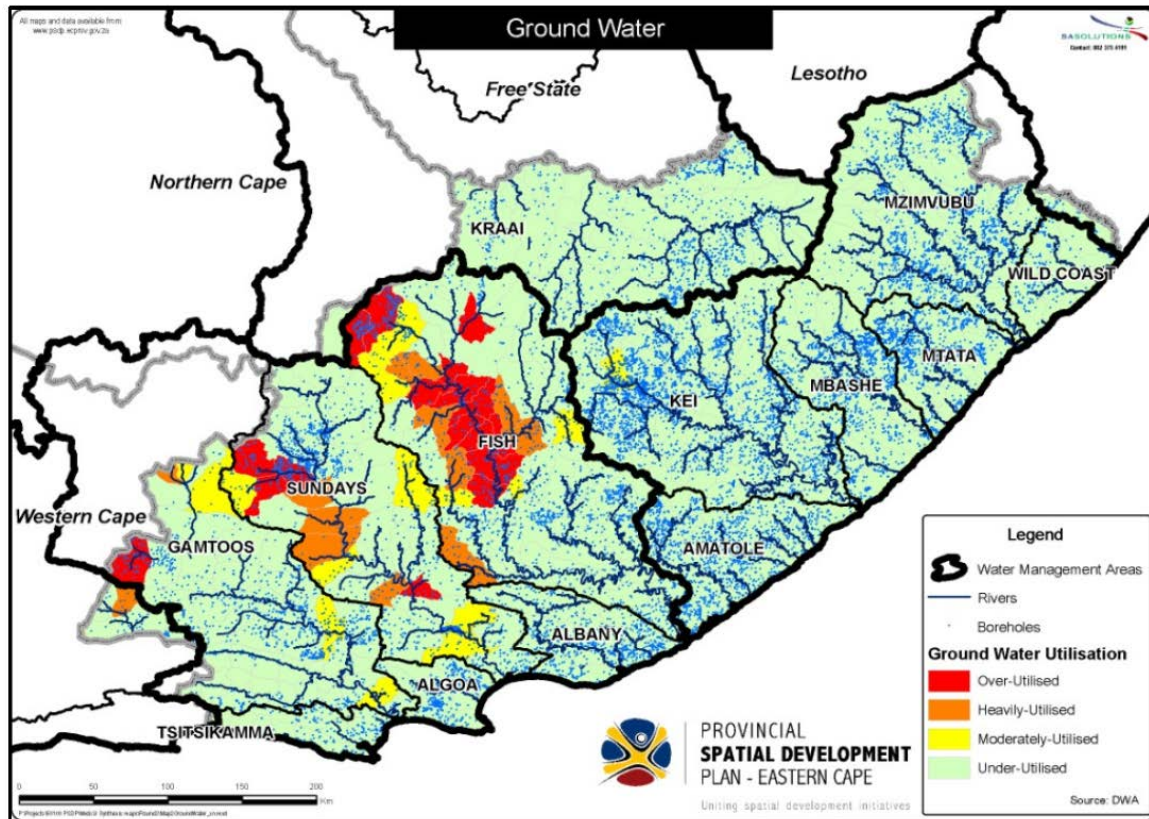 All maps and data available from:
www.psdp.ecprov.gov.za
Ground Water
SASOLUTIONS
Lesotho
Free State
Northern Cape
MZIMVUBU
KRAAI
WILD COAST
MTATA
MBASHE
KEI
FISH
SUNDAYS
Western Cape
GAMTOOS
AMATOLE
ALBANY
ALGOA
TSITSIKAMMA
Legend
Water Management Areas
Rivers
Boreholes
Ground Water Utilisation
Over-Utilised
Heavily-Utilised
Moderately-Utilised
Under-Utilised
Source: DWA
PROVINCIAL
SPATIAL DEVELOPMENT
PLAN - EASTERN CAPE
Uniting spatial development initiatives
0 50 100 200
Km